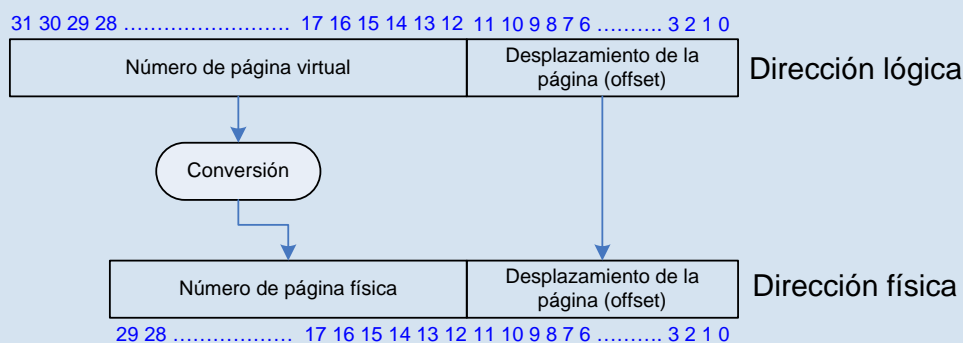 31 30 29 28 ........................ 17 16 15 14 13 12 11 10 9 8 7 6 .......... 3 2 1 0
Número de página virtual
Desplazamiento de la
página (offset)
Dirección lógica
Conversión
Número de página física
Desplazamiento de la
página (offset)
Dirección física
29 28 ................. 17 16 15 14 13 12 11 10 9 8 7 6 .......... 3 2 1 0